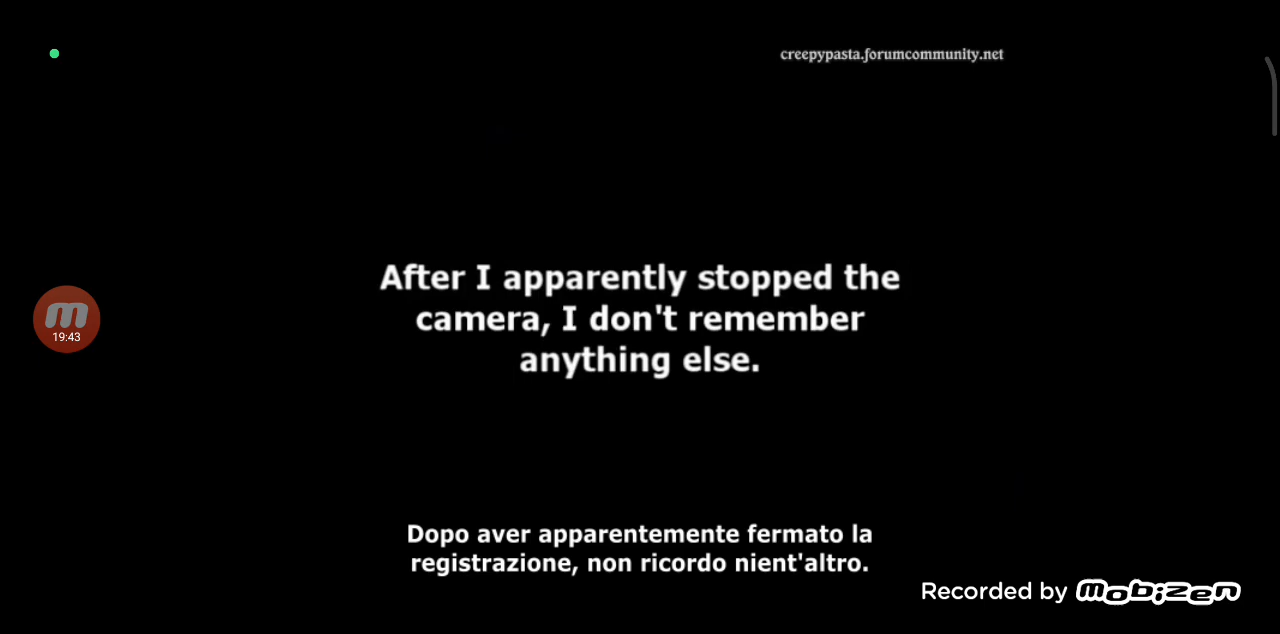 creepypasta.forumcommunity.net
After I apparently stopped the
camera, I don't remember
anything else.
m
19:43
Dopo aver apparentemente fermato la
registrazione, non ricordo nient'altro.
Recorded by mobizen